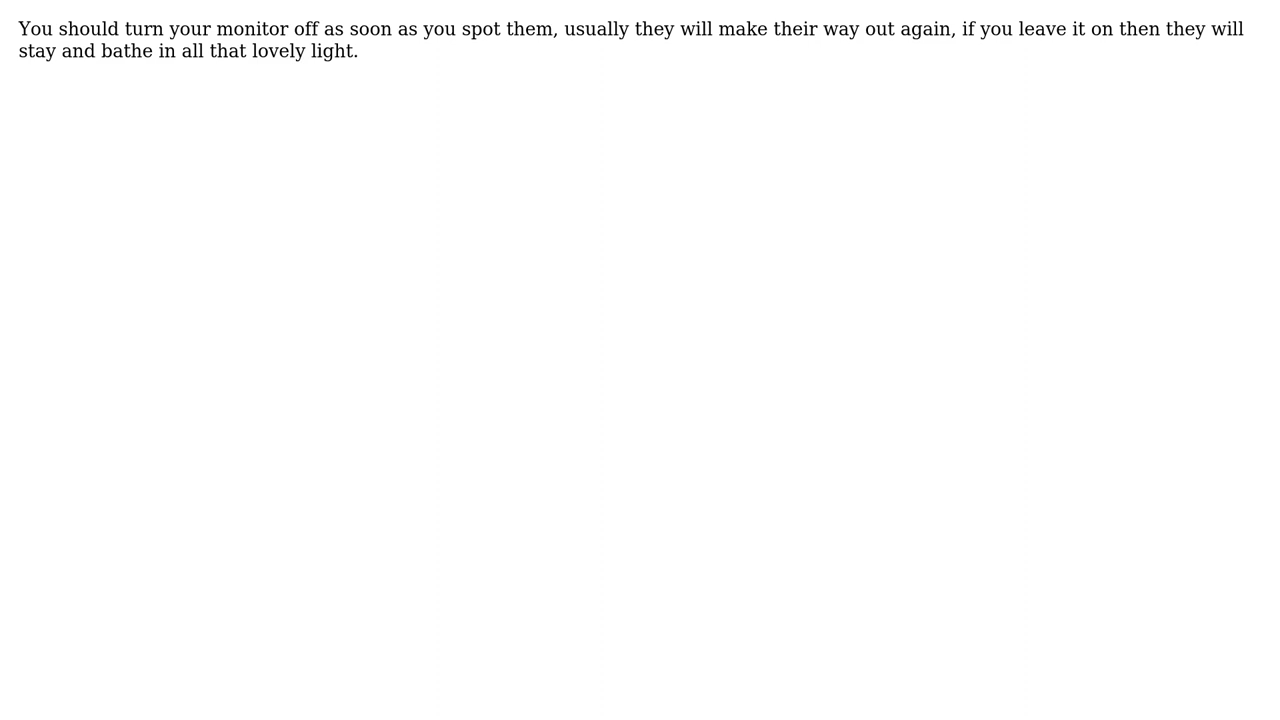 You should turn your monitor off as soon as you spot them, usually they will make their way out again, if you leave it on then they will
stay and bathe in all that lovely light.